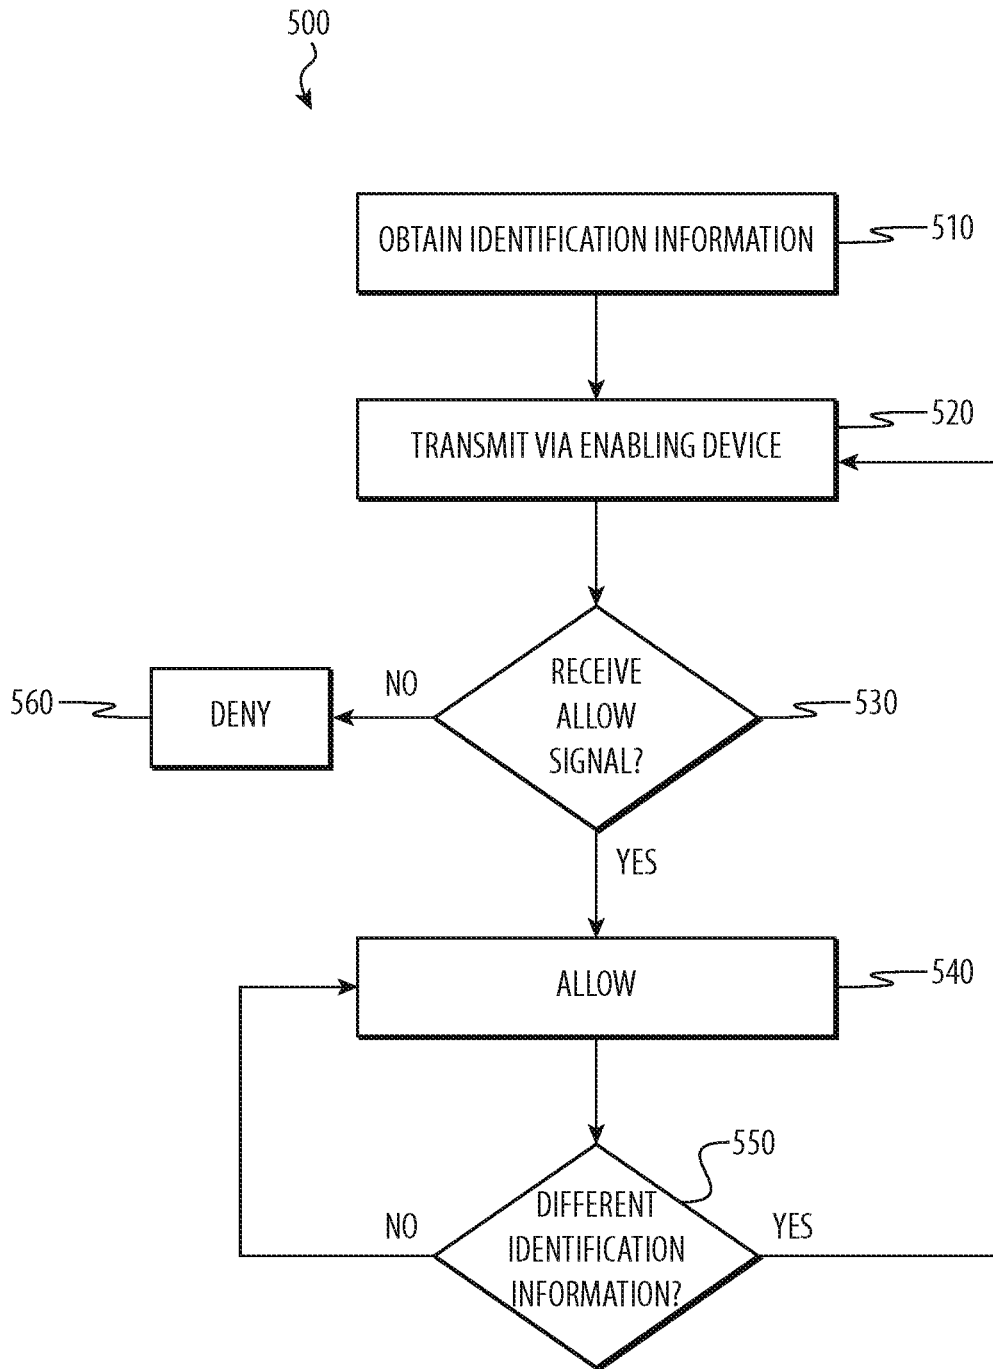 500
OBTAIN IDENTIFICATION INFORMATION
510
TRANSMIT VIA ENABLING DEVICE
520
RECEIVE
ALLOW
SIGNAL?
530
NO
DENY
560
YES
ALLOW
540
DIFFERENT
IDENTIFICATION
INFORMATION?
550
NO
YES